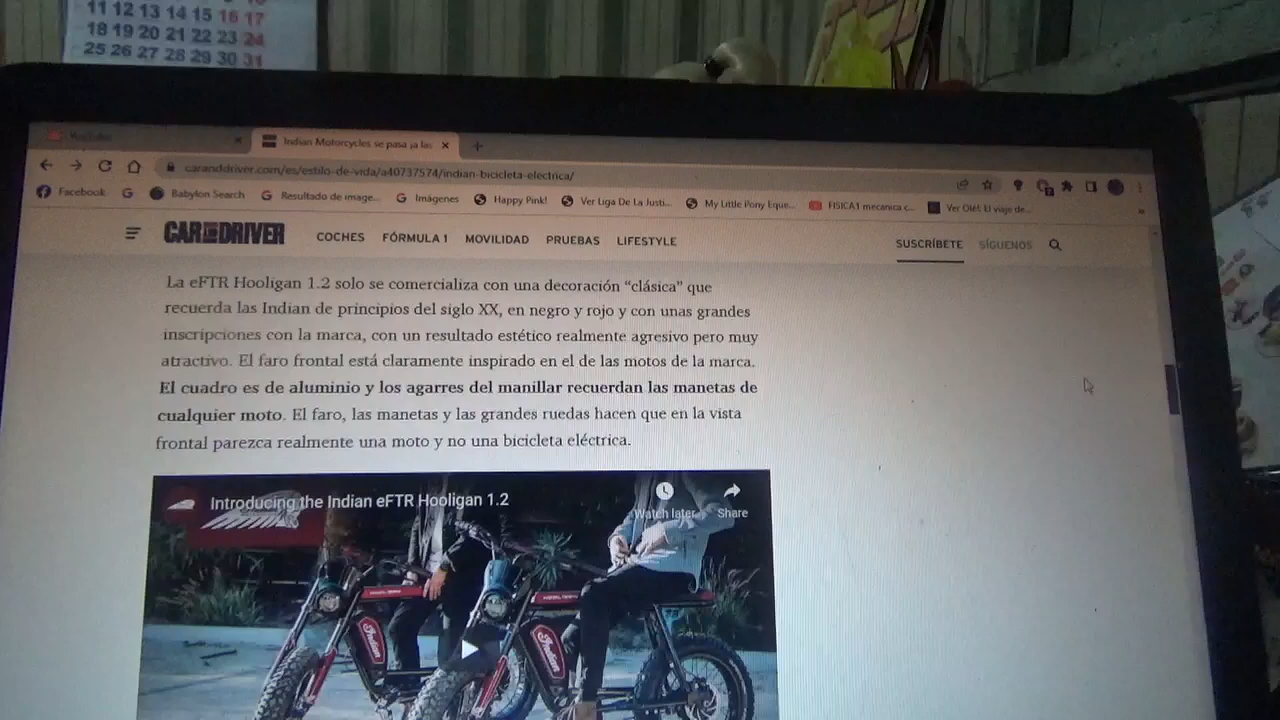 11 12 13 14 15 16 17
18 19 20 21 22 23 24
25 26 27 28 29 30 31
YouTube
Indian Motorcycles se pasa ¡a las
caranddriver.com/es/estilo-de-vida/a40737574/indian-bicicleta-electrica/
Facebook
Babylon Search
Resultado de image...
Imágenes
Happy Pink!
Ver Liga De La Justi...
My Little Pony Eque...
FISICA1 mecanica c...
Ver Olé!: El viaje de...
CAR AND DRIVER
COCHES FÓRMULA 1 MOVILIDAD PRUEBAS LIFESTYLE
SUSCRÍBETE SÍGUENOS
La eFTR Hooligan 1.2 solo se comercializa con una decoración “clásica” que
recuerda las Indian de principios del siglo XX, en negro y rojo y con unas grandes
inscripciones con la marca, con un resultado estético realmente agresivo pero muy
atractivo. El faro frontal está claramente inspirado en el de las motos de la marca.
El cuadro es de aluminio y los agarres del manillar recuerdan las manetas de
cualquier moto. El faro, las manetas y las grandes ruedas hacen que en la vista
frontal parezca realmente una moto y no una bicicleta eléctrica.
Introducing the Indian eFTR Hooligan 1.2
Watch later
Share
Indian
Indian